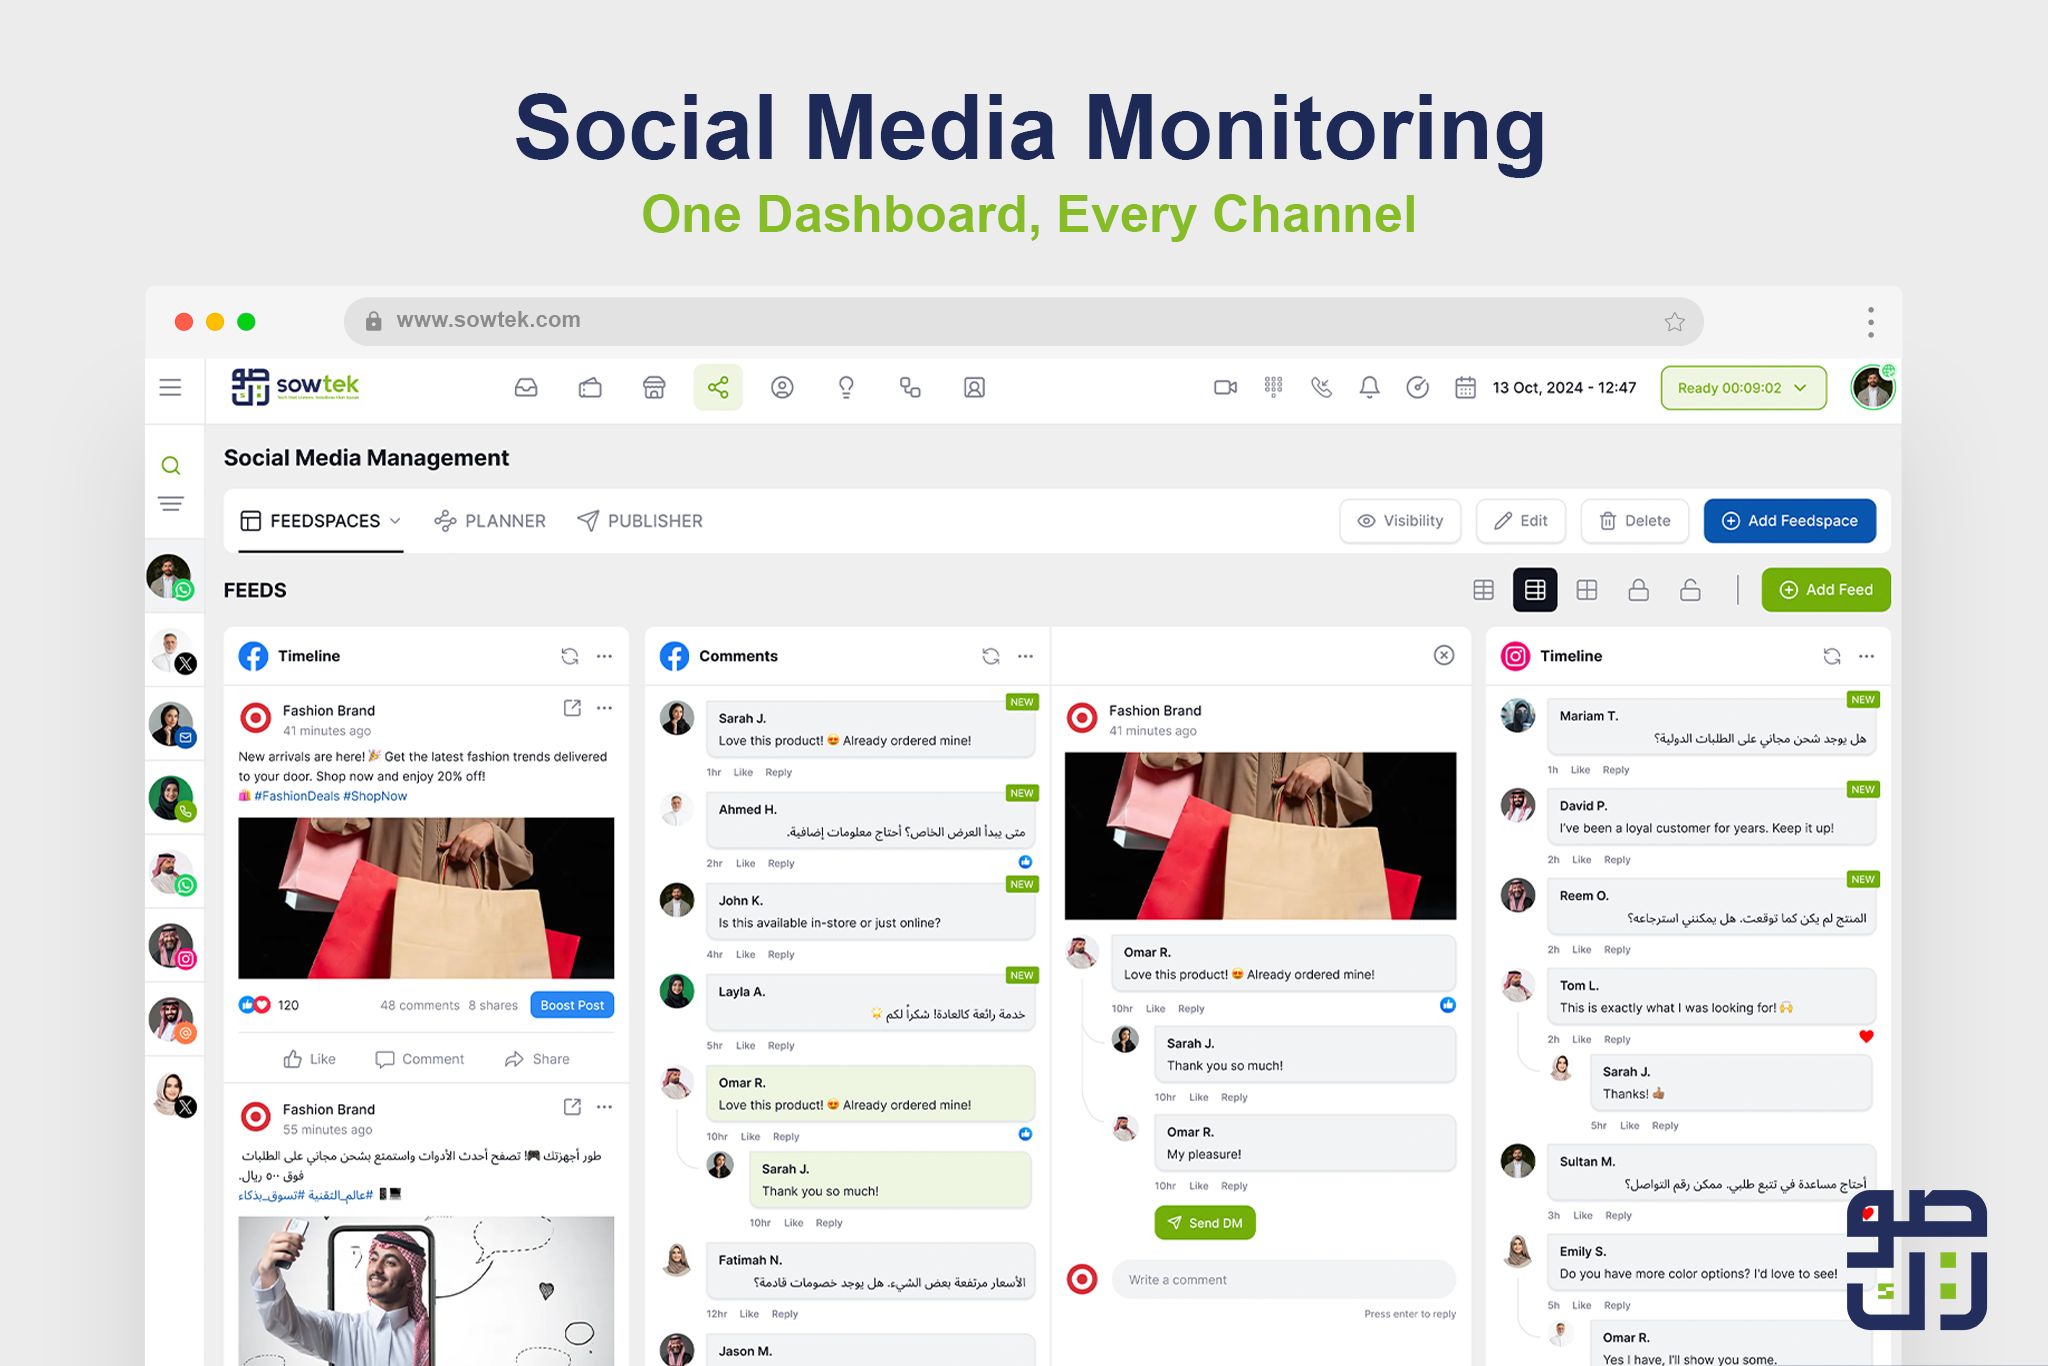 Social Media Monitoring
One Dashboard, Every Channel
www.sowtek.com
صو
sowtek
13 Oct, 2024 - 12:47
Ready 00:09:02
Social Media Management
FEEDSPACES
PLANNER
PUBLISHER
Visibility
Edit
Delete
Add Feedspace
FEEDS
Add Feed
Timeline
Fashion Brand
41 minutes ago
New arrivals are here! 🎉 Get the latest fashion trends delivered
to your door. Shop now and enjoy 20% off!
🛍️ #FashionDeals #ShopNow
120
48 comments 8 shares
Boost Post
Like
Comment
Share
Fashion Brand
55 minutes ago
طور أجهزتك 🎮! تصفح أحدث الأدوات واستمتع بشحن مجاني على الطلبات
فوق ٥٠٠ ريال.
#عالم_التقنية #تسوق_بذكاء
Comments
NEW
Sarah J.
Love this product! 😍 Already ordered mine!
1hr Like Reply
NEW
Ahmed H.
متى يبدأ العرض الخاص؟ أحتاج معلومات إضافية.
2hr Like Reply
NEW
John K.
Is this available in-store or just online?
4hr Like Reply
NEW
Layla A.
خدمة رائعة كالعادة! شكراً لكم 🌟
5hr Like Reply
Omar R.
Love this product! 😍 Already ordered mine!
10hr Like Reply
Sarah J.
Thank you so much!
10hr Like Reply
Fatimah N.
الأسعار مرتفعة بعض الشيء. هل يوجد خصومات قادمة؟
12hr Like Reply
Jason M.
Fashion Brand
41 minutes ago
Omar R.
Love this product! 😍 Already ordered mine!
10hr Like Reply
Sarah J.
Thank you so much!
10hr Like Reply
Omar R.
My pleasure!
10hr Like Reply
Send DM
Write a comment
Press enter to reply
Timeline
NEW
Mariam T.
هل يوجد شحن مجاني على الطلبات الدولية؟
1h Like Reply
NEW
David P.
I've been a loyal customer for years. Keep it up!
2h Like Reply
NEW
Reem O.
المنتج لم يكن كما توقعت. هل يمكنني استرجاعه؟
2h Like Reply
Tom L.
This is exactly what I was looking for! 🙌
2h Like Reply
Sarah J.
Thanks! 👍🏽
5hr Like Reply
Sultan M.
أحتاج مساعدة في تتبع طلبي. ممكن رقم التواصل؟
3h Like Reply
Emily S.
Do you have more color options? I'd love to see!
5h Like Reply
Omar R.
Yes I have, I'll show you some.